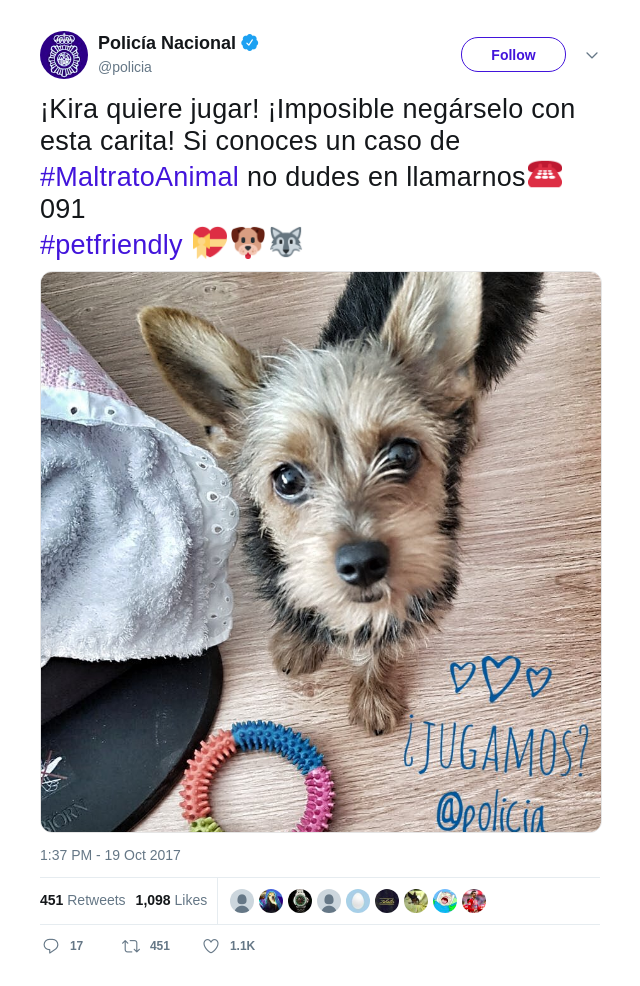 Policía Nacional
@policia
Follow
¡Kira quiere jugar! ¡Imposible negárselo con
esta carita! Si conoces un caso de
#MaltratoAnimal no dudes en llamarnos☎️
091
#petfriendly 💝🐶🐺
¿JUGAMOS?
@policia
1:37 PM - 19 Oct 2017
451 Retweets 1,098 Likes
17 451 1.1K